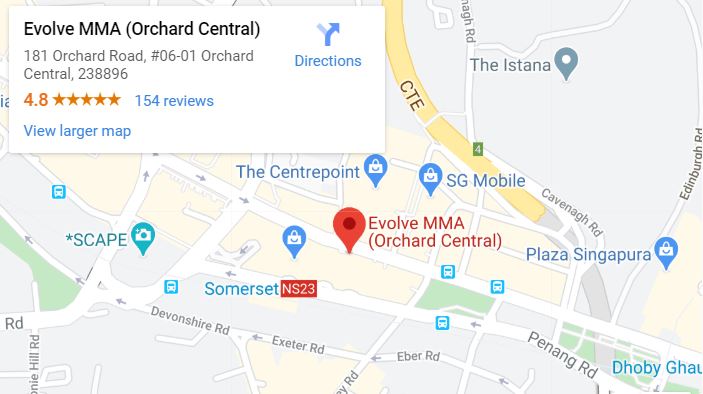 Evolve MMA (Orchard Central)
181 Orchard Road, #06-01 Orchard
Central, 238896
4.8
154 reviews
View larger map
Directions
The Istana
CTE
4
Edinburgh Rd
Cavenagh Rd
The Centrepoint
SG Mobile
Evolve MMA
(Orchard Central)
*SCAPE
Plaza Singapura
Somerset NS23
Rd
Devonshire Rd
Exeter Rd
Eber Rd
Penang Rd
Dhoby Ghau
onie Hill Rd
ey Rd
nagh Rd